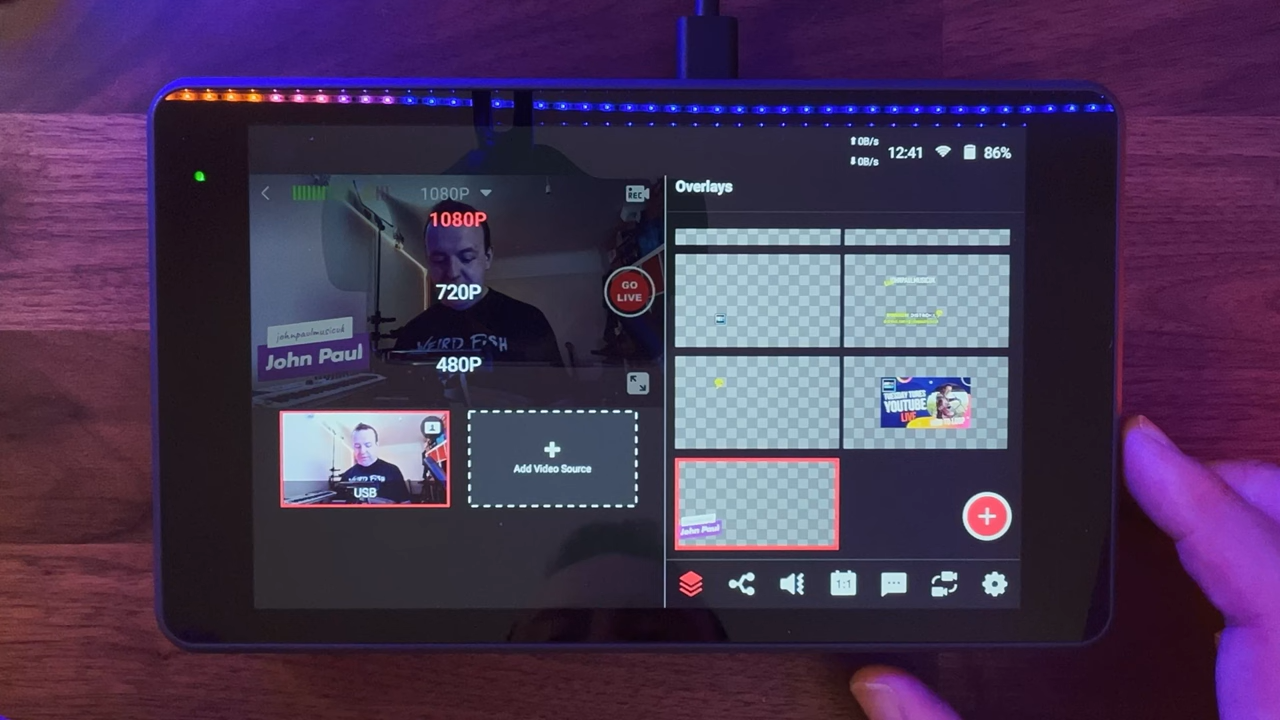 ↑0B/s
↓0B/s
12:41
86%
1080P
REC
1080P
720P
480P
GO
LIVE
johnpaulmusicuk
John Paul
WEIRD FISH
USB
Add Video Source
Overlays
TUESDAY TUNES
YOUTUBE
LIVE
John Paul
1:1